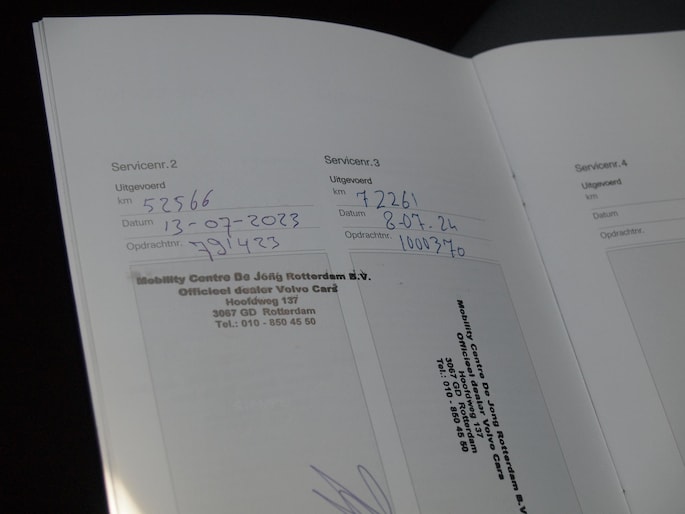 Servicenr. 2
Uitgevoerd
km 52566
Datum 13-07-2023
Opdrachtnr. 791423
Mobility Centre De Jong Rotterdam B.V.
Officieel dealer Volvo Cars
Hoofdweg 137
3067 GD Rotterdam
Tel.: 010 - 850 45 50
Servicenr. 3
Uitgevoerd
km 72261
Datum 8-07.24
Opdrachtnr. 1000370
Mobility Centre De Jong Rotterdam B.V.
Officieel dealer Volvo Cars
Hoofdweg 137
3067 GD Rotterdam
Tel.: 010 - 850 45 50
Servicenr. 4
Uitgevoerd
km
Datum
Opdrachtnr.